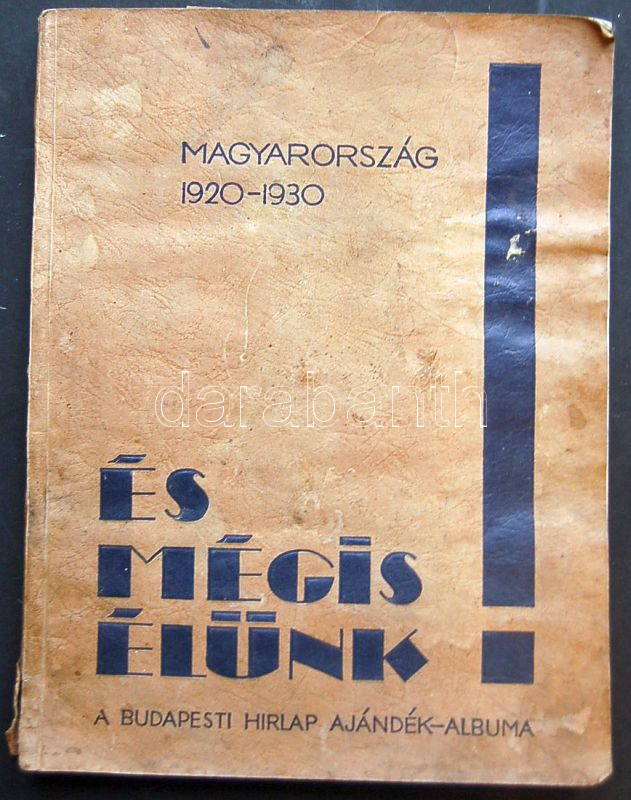 MAGYARORSZÁG
1920-1930
darabanth
ÉS
MÉGIS
ÉLÜNK!
A BUDAPESTI HIRLAP AJÁNDÉK-ALBUMA